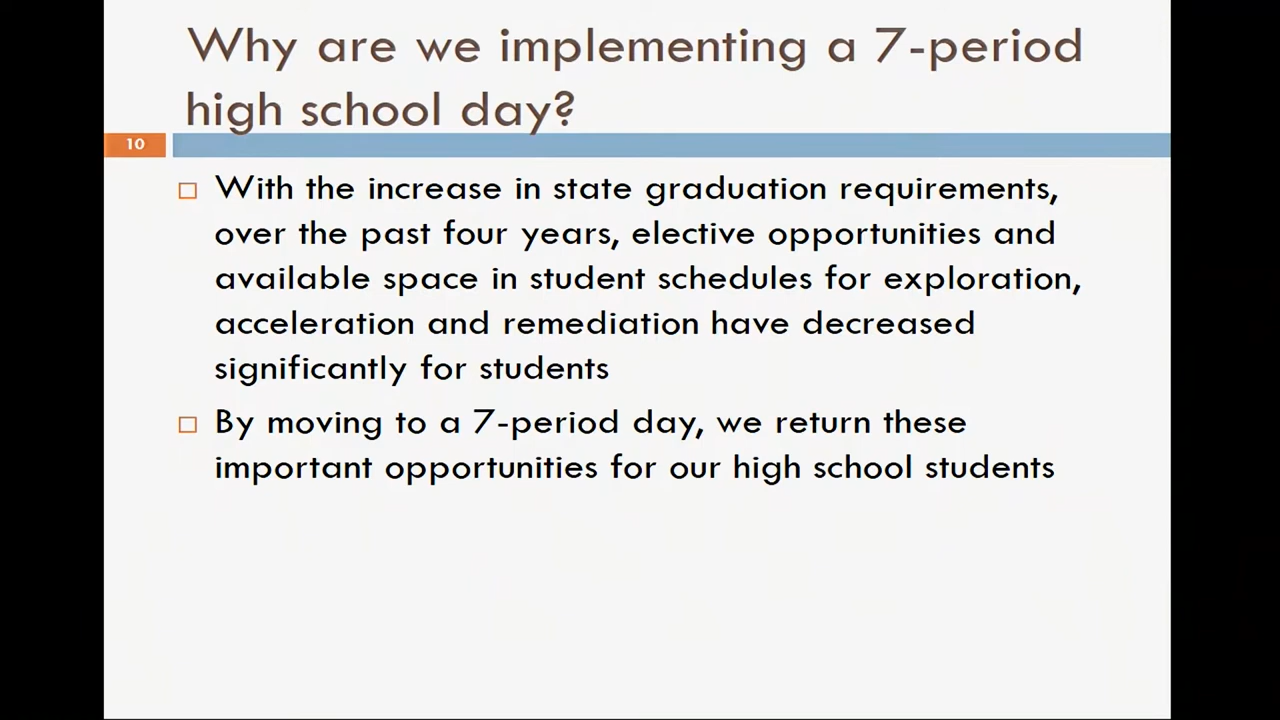 Why are we implementing a 7-period
high school day?
10
With the increase in state graduation requirements,
over the past four years, elective opportunities and
available space in student schedules for exploration,
acceleration and remediation have decreased
significantly for students
By moving to a 7-period day, we return these
important opportunities for our high school students